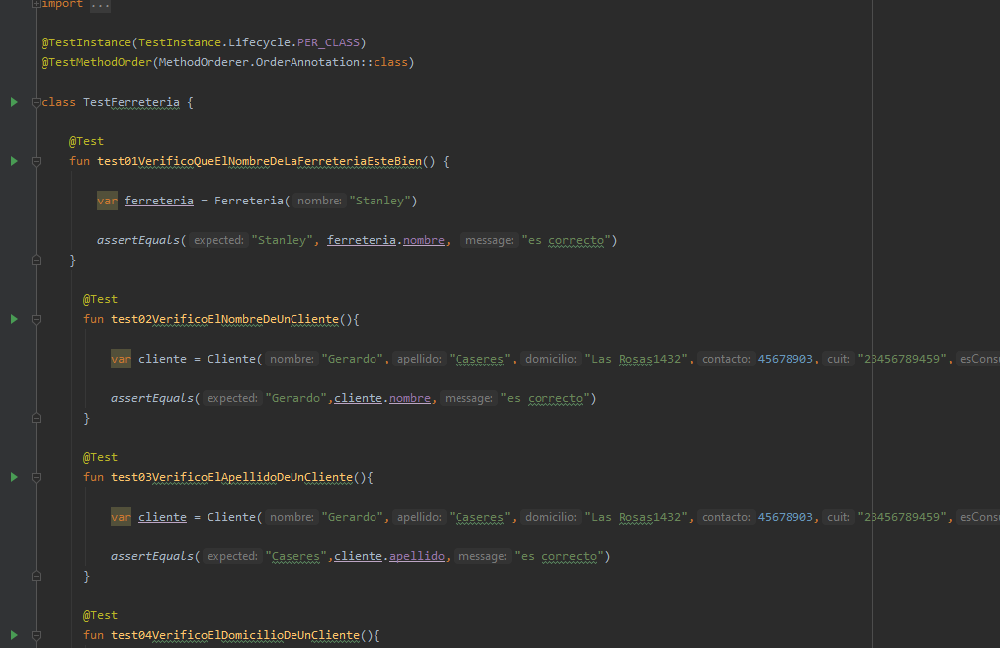 import ...
@TestInstance(TestInstance.Lifecycle.PER_CLASS)
@TestMethodOrder(MethodOrderer.OrderAnnotation::class)
class TestFerreteria {
@Test
fun test01VerificoQueElNombreDeLaFerreteriaEsteBien() {
var ferreteria = Ferreteria( nombre: "Stanley")
assertEquals( expected: "Stanley", ferreteria.nombre, message: "es correcto")
}
@Test
fun test02VerificoElNombreDeUnCliente(){
var cliente = Cliente( nombre: "Gerardo", apellido: "Caseres", domicilio: "Las Rosas1432", contacto: 45678903, cuit: "23456789459", esCons
assertEquals( expected: "Gerardo",cliente.nombre, message: "es correcto")
}
@Test
fun test03VerificoElApellidoDeUnCliente(){
var cliente = Cliente( nombre: "Gerardo", apellido: "Caseres", domicilio: "Las Rosas1432", contacto: 45678903, cuit: "23456789459", esCons
assertEquals( expected: "Caseres",cliente.apellido, message: "es correcto")
}
@Test
fun test04VerificoElDomicilioDeUnCliente(){